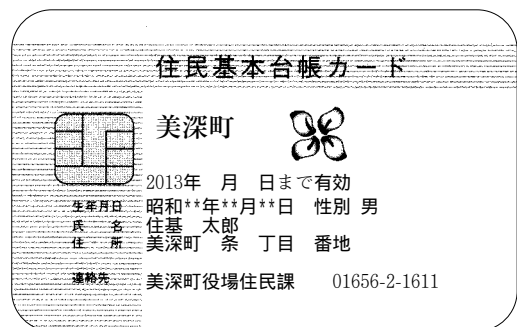 住民基本台帳カード
美深町
2013年 月 日まで有効
生年月日 昭和**年**月**日 性別 男
氏名 住基 太郎
住所 美深町 条 丁目 番地
連絡先 美深町役場住民課 01656-2-1611